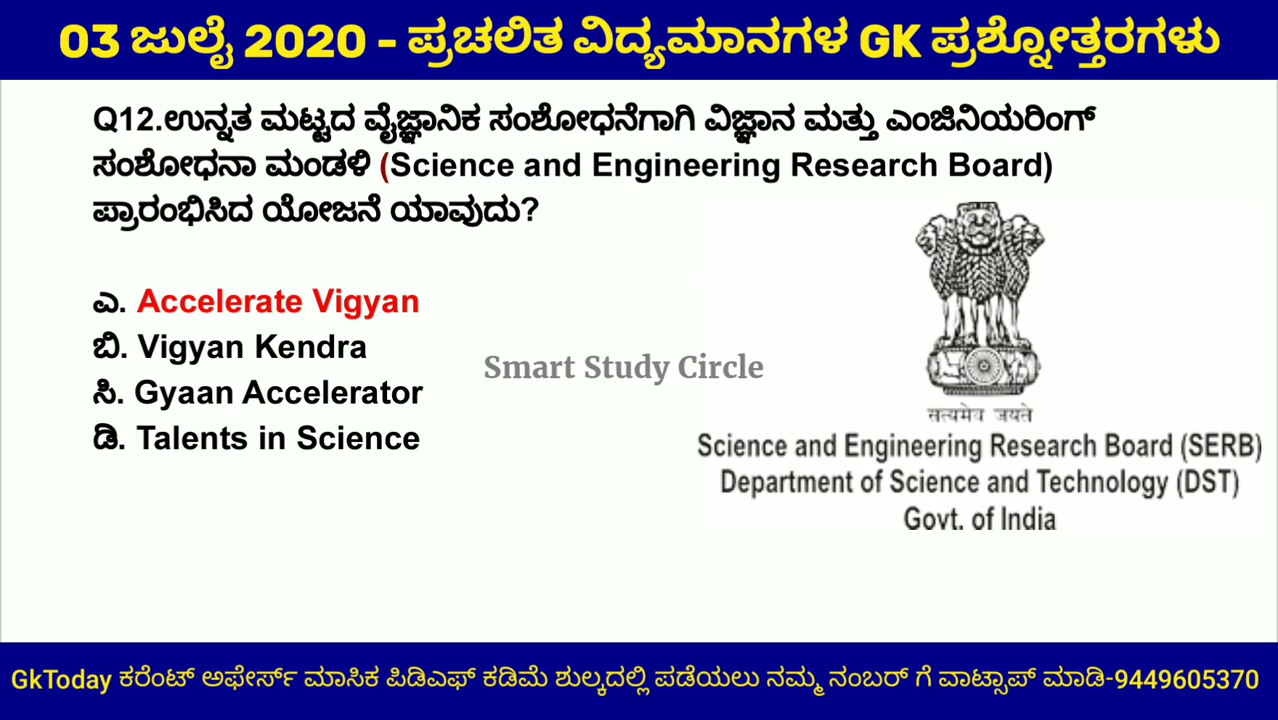 03 ಜುಲೈ 2020 - ಪ್ರಚಲಿತ ವಿದ್ಯಮಾನಗಳ GK ಪ್ರಶ್ನೋತ್ತರಗಳು
Q12.ಉನ್ನತ ಮಟ್ಟದ ವೈಜ್ಞಾನಿಕ ಸಂಶೋಧನೆಗಾಗಿ ವಿಜ್ಞಾನ ಮತ್ತು ಎಂಜಿನಿಯರಿಂಗ್
ಸಂಶೋಧನಾ ಮಂಡಳಿ (Science and Engineering Research Board)
ಪ್ರಾರಂಭಿಸಿದ ಯೋಜನೆ ಯಾವುದು?
ಎ. Accelerate Vigyan
ಬಿ. Vigyan Kendra
ಸಿ. Gyaan Accelerator
ಡಿ. Talents in Science
Smart Study Circle
सत्यमेव जयते
Science and Engineering Research Board (SERB)
Department of Science and Technology (DST)
Govt. of India
GkToday ಕರೆಂಟ್ ಅಫೇರ್ಸ್ ಮಾಸಿಕ ಪಿಡಿಎಫ್ ಕಡಿಮೆ ಶುಲ್ಕದಲ್ಲಿ ಪಡೆಯಲು ನಮ್ಮ ನಂಬರ್ ಗೆ ವಾಟ್ಸಾಪ್ ಮಾಡಿ-9449605370